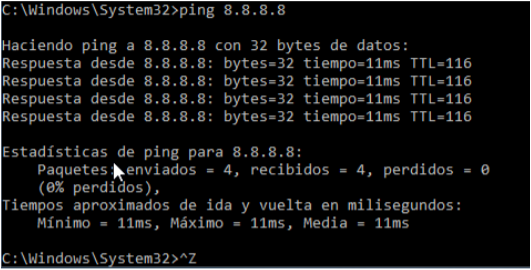 C:\Windows\System32>ping 8.8.8.8
Haciendo ping a 8.8.8.8 con 32 bytes de datos:
Respuesta desde 8.8.8.8: bytes=32 tiempo=11ms TTL=116
Respuesta desde 8.8.8.8: bytes=32 tiempo=11ms TTL=116
Respuesta desde 8.8.8.8: bytes=32 tiempo=11ms TTL=116
Respuesta desde 8.8.8.8: bytes=32 tiempo=11ms TTL=116
Estadísticas de ping para 8.8.8.8:
Paquetes: enviados = 4, recibidos = 4, perdidos = 0
(0% perdidos),
Tiempos aproximados de ida y vuelta en milisegundos:
Mínimo = 11ms, Máximo = 11ms, Media = 11ms
C:\Windows\System32>^Z